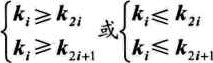 {kᵢ ≥ k₂ᵢ 或 {kᵢ ≤ k₂ᵢ
{kᵢ ≥ k₂ᵢ₊₁ {kᵢ ≤ k₂ᵢ₊₁